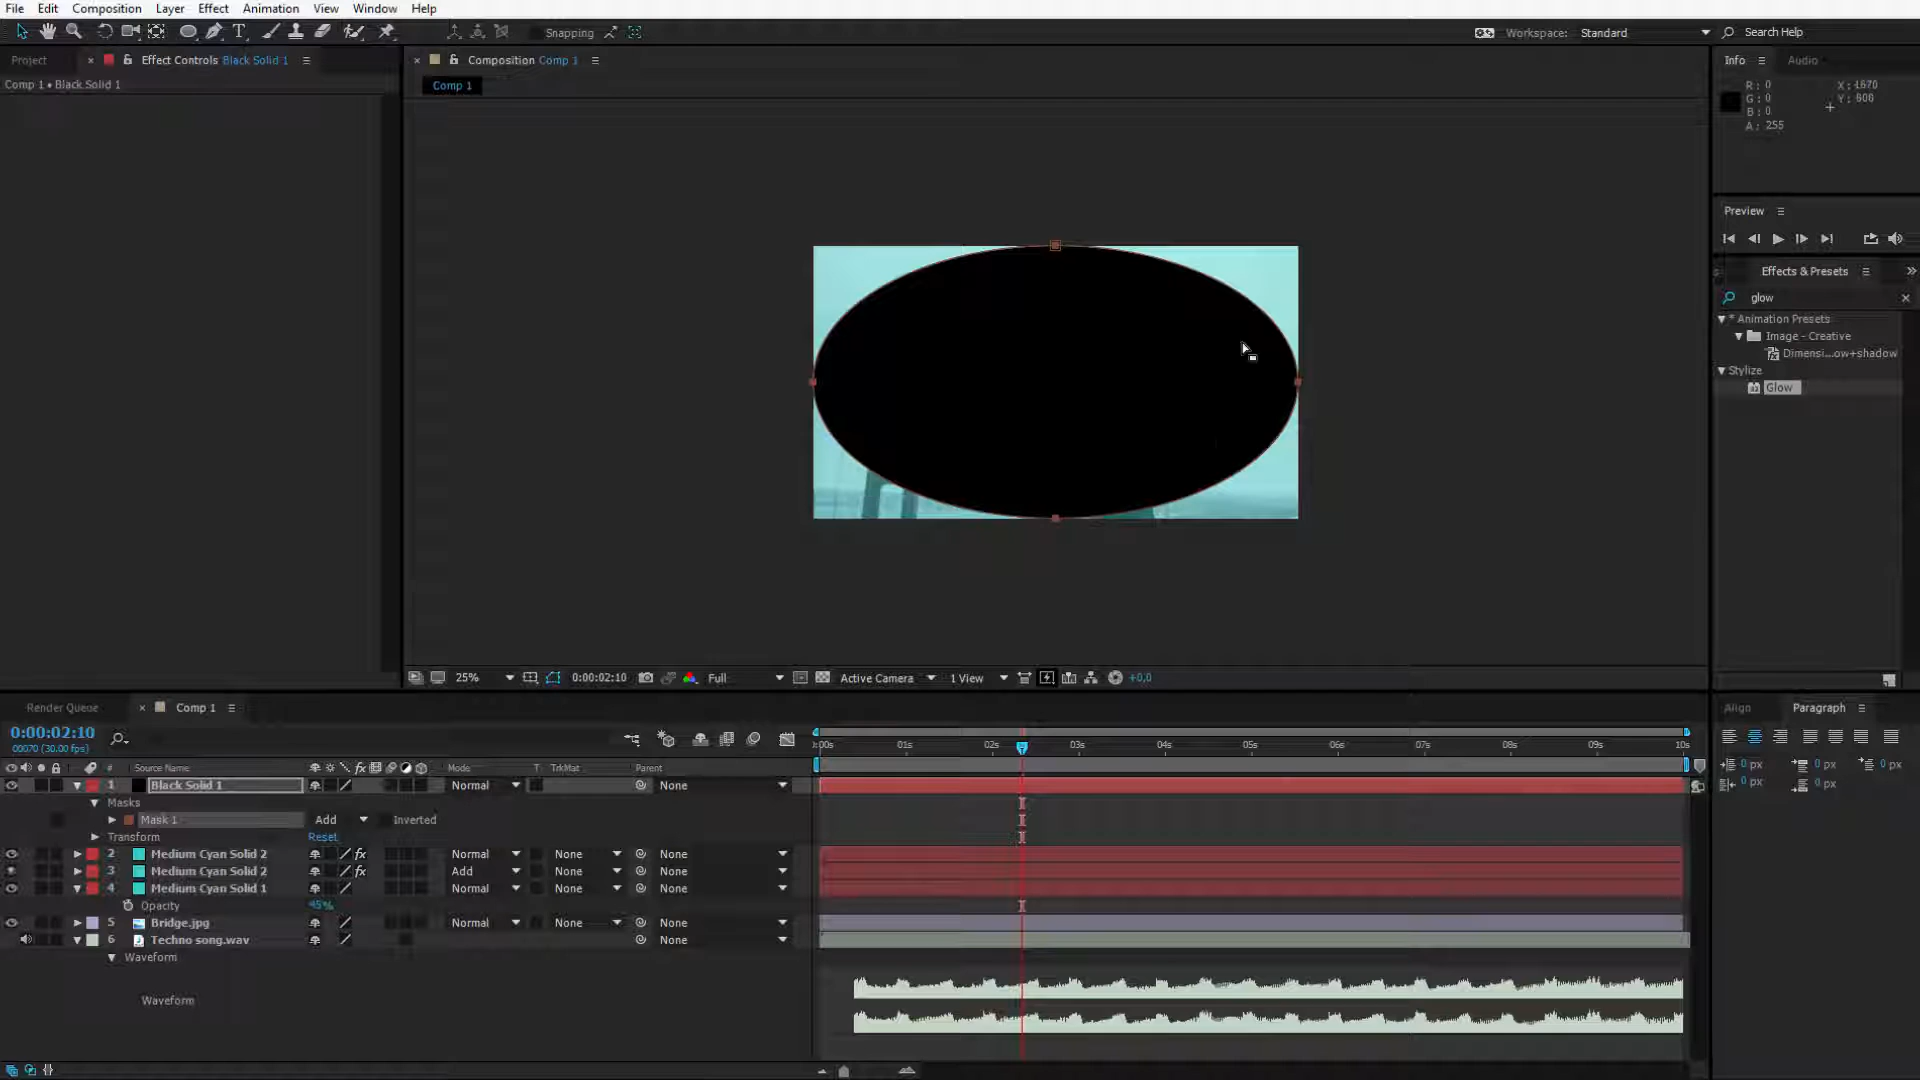 File Edit Composition Layer Effect Animation View Window Help
Snapping Workspace: Standard Search Help
Project Effect Controls Black Solid 1 Composition Comp 1 Info Audio
Comp 1 • Black Solid 1
Comp 1
R: 0 X: 1670
G: 0 Y: 608
B: 0
A: 255
Preview
Effects & Presets
glow
* Animation Presets
Image - Creative
Dimensi...ow+shadow
Stylize
Glow
25% 0:00:02:10 Full Active Camera 1 View +0,0
Render Queue Comp 1 Align Paragraph
0:00:02:10
00070 (30.00 fps)
:00s 01s 02s 03s 04s 05s 06s 07s 08s 09s 10s
# Source Name Mode T TrkMat Parent
0 px 0 px 0 px
0 px 0 px
1 Black Solid 1 Normal None
Masks
Mask 1 Add Inverted
Transform Reset
2 Medium Cyan Solid 2 Normal None None
3 Medium Cyan Solid 2 Add None None
4 Medium Cyan Solid 1 Normal None None
Opacity 45%
5 Bridge.jpg Normal None None
6 Techno song.wav None
Waveform
Waveform